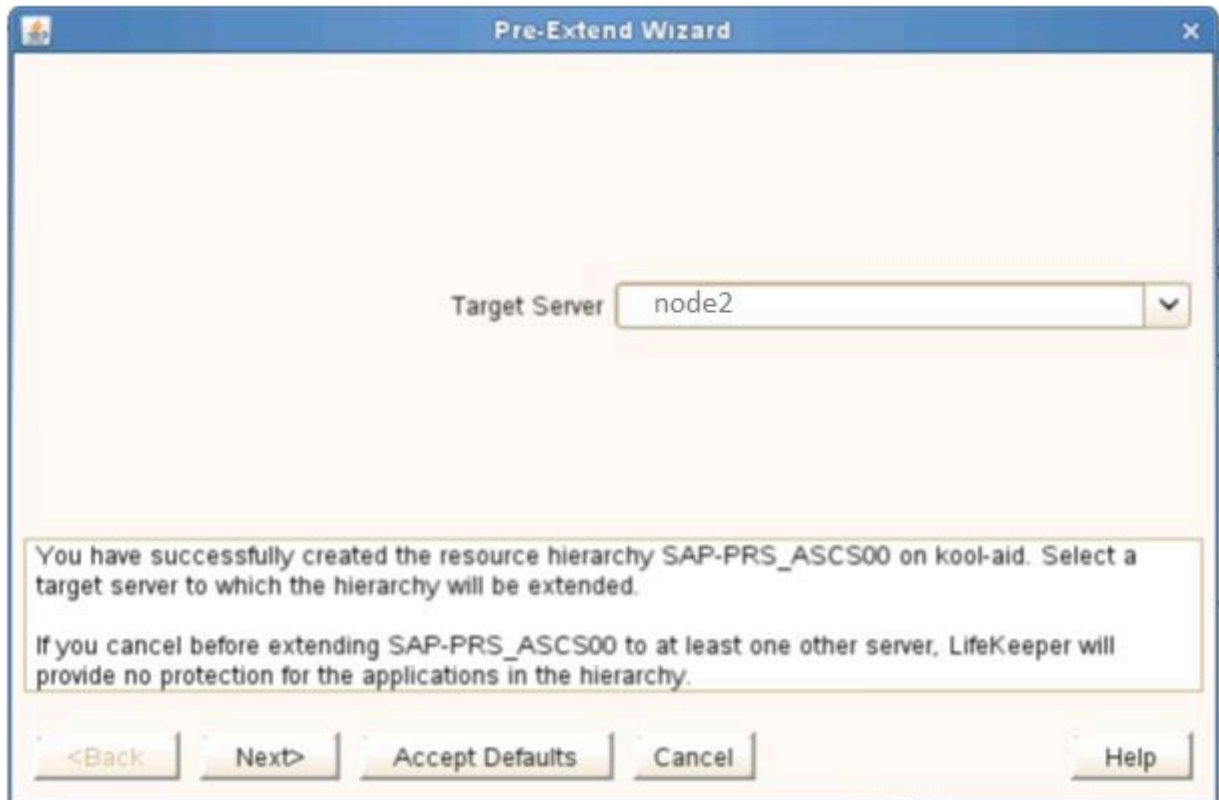 Pre-Extend Wizard
Target Server node2
You have successfully created the resource hierarchy SAP-PRS_ASCS00 on kool-aid. Select a
target server to which the hierarchy will be extended.
If you cancel before extending SAP-PRS_ASCS00 to at least one other server, LifeKeeper will
provide no protection for the applications in the hierarchy.
<Back Next> Accept Defaults Cancel Help